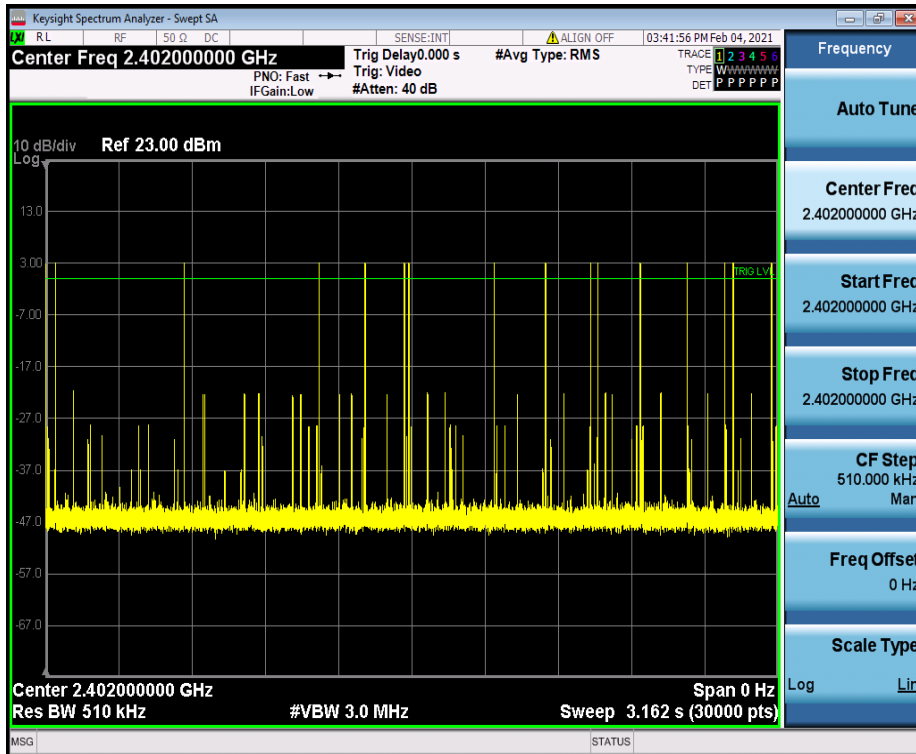 Keysight Spectrum Analyzer - Swept SA
LXI RL RF 50 Ω DC SENSE:INT ALIGN OFF 03:41:56 PM Feb 04, 2021
Center Freq 2.402000000 GHz
PNO: Fast
IFGain:Low
Trig Delay0.000 s
Trig: Video
#Atten: 40 dB
#Avg Type: RMS
TRACE 1 2 3 4 5 6
TYPE WWWWWW
DET P P P P P P
10 dB/div
Log
Ref 23.00 dBm
13.0
3.00
TRIG LVL
-7.00
-17.0
-27.0
-37.0
-47.0
-57.0
-67.0
Center 2.402000000 GHz
Span 0 Hz
Res BW 510 kHz
#VBW 3.0 MHz
Sweep 3.162 s (30000 pts)
MSG
STATUS
Frequency
Auto Tune
Center Freq
2.402000000 GHz
Start Freq
2.402000000 GHz
Stop Freq
2.402000000 GHz
CF Step
510.000 kHz
Auto Man
Freq Offset
0 Hz
Scale Type
Log Lin